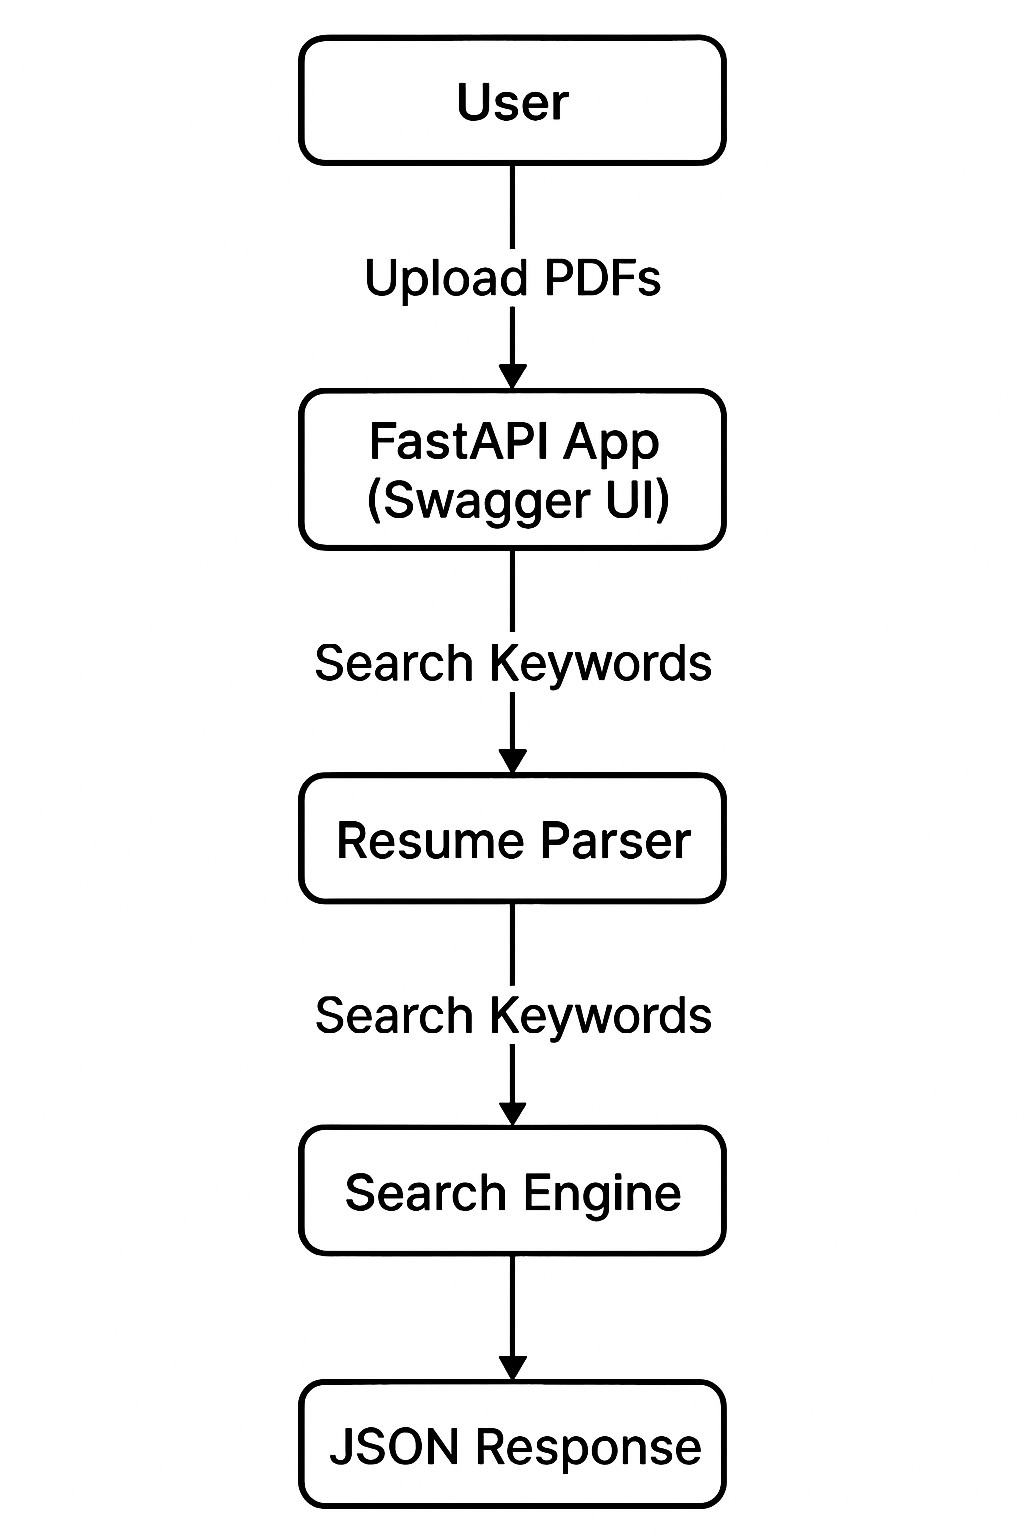 User
Upload PDFs
FastAPI App
(Swagger UI)
Search Keywords
Resume Parser
Search Keywords
Search Engine
JSON Response